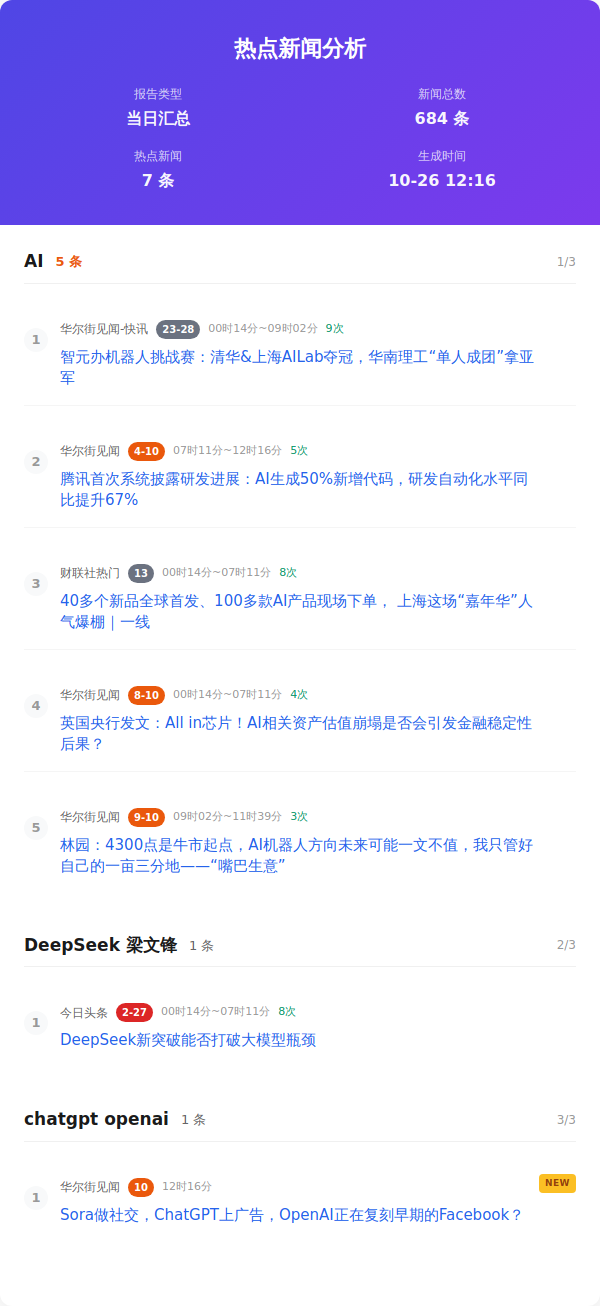 热点新闻分析
报告类型
新闻总数
当日汇总
684 条
热点新闻
生成时间
7 条
10-26 12:16
AI 5 条 1/3
1
华尔街见闻-快讯 23-28 00时14分~09时02分 9次
智元办机器人挑战赛：清华&上海AILab夺冠，华南理工“单人成团”拿亚
军
2
华尔街见闻 4-10 07时11分~12时16分 5次
腾讯首次系统披露研发进展：AI生成50%新增代码，研发自动化水平同
比提升67%
3
财联社热门 13 00时14分~07时11分 8次
40多个新品全球首发、100多款AI产品现场下单， 上海这场“嘉年华”人
气爆棚｜一线
4
华尔街见闻 8-10 00时14分~07时11分 4次
英国央行发文：All in芯片！AI相关资产估值崩塌是否会引发金融稳定性
后果？
5
华尔街见闻 9-10 09时02分~11时39分 3次
林园：4300点是牛市起点，AI机器人方向未来可能一文不值，我只管好
自己的一亩三分地——“嘴巴生意”
DeepSeek 梁文锋 1 条 2/3
1
今日头条 2-27 00时14分~07时11分 8次
DeepSeek新突破能否打破大模型瓶颈
chatgpt openai 1 条 3/3
1
华尔街见闻 10 12时16分 NEW
Sora做社交，ChatGPT上广告，OpenAI正在复刻早期的Facebook？